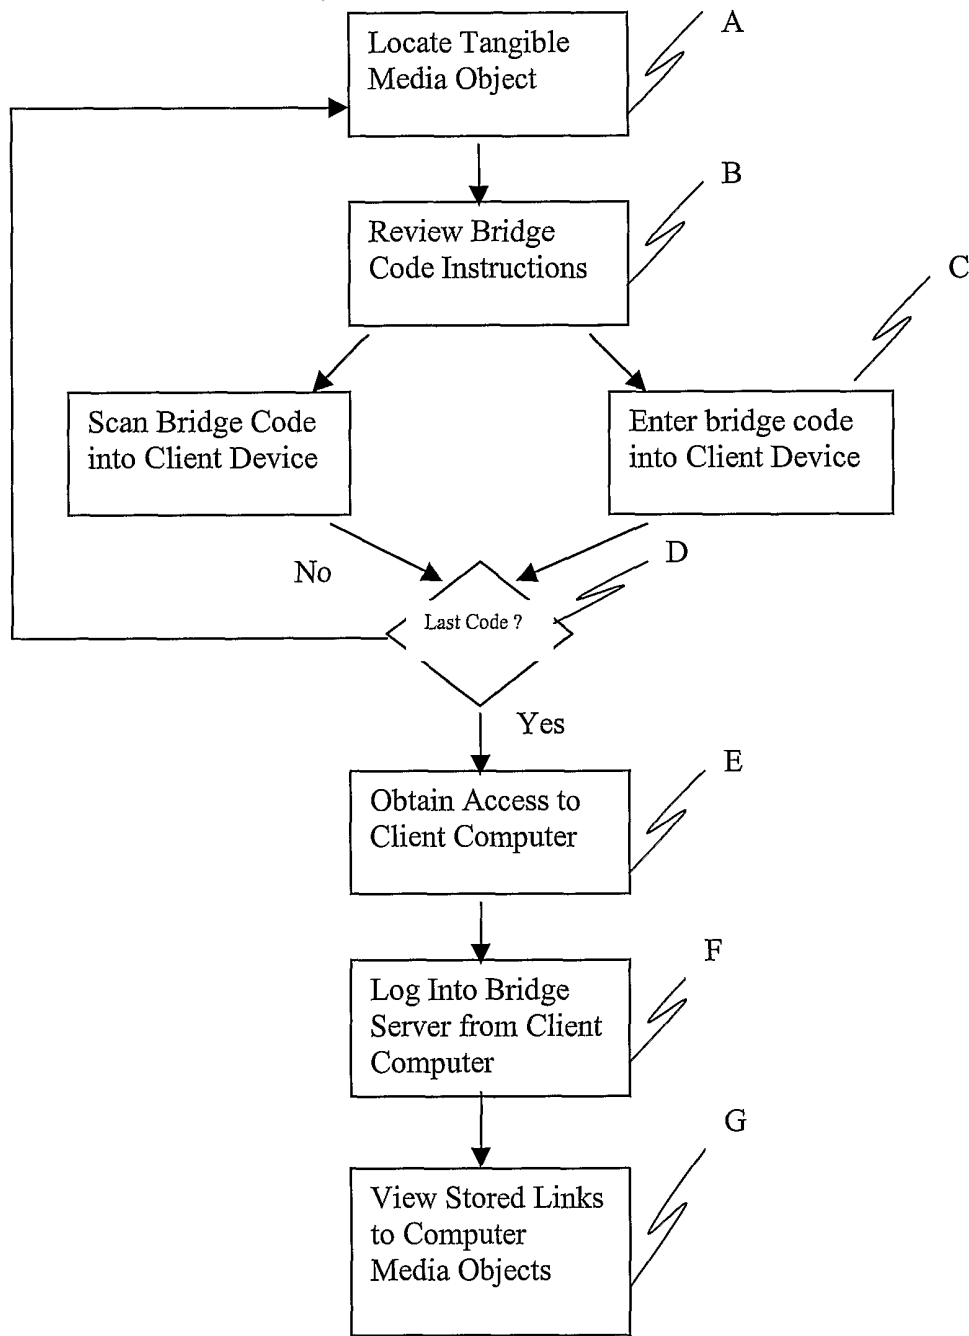 A
Locate Tangible
Media Object
B
Review Bridge
Code Instructions
C
Scan Bridge Code
into Client Device
Enter bridge code
into Client Device
D
No
Last Code ?
Yes
E
Obtain Access to
Client Computer
F
Log Into Bridge
Server from Client
Computer
G
View Stored Links
to Computer
Media Objects